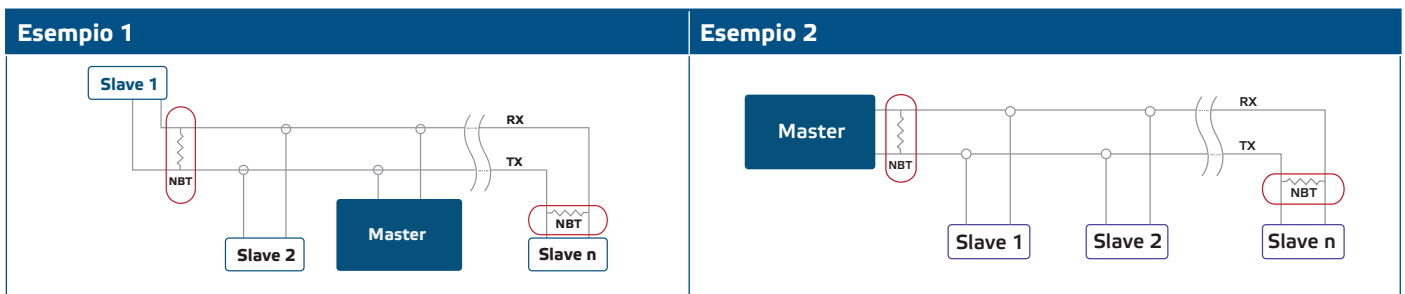 Esempio 1
Slave 1
RX
TX
NBT
NBT
Master
Slave 2
Slave n
Esempio 2
Master
RX
TX
NBT
NBT
Slave 1
Slave 2
Slave n